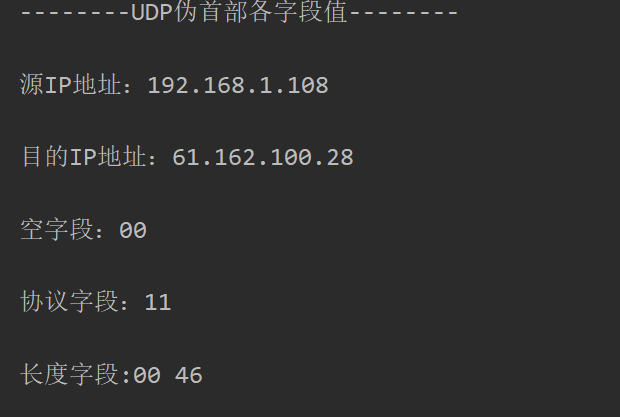 --------UDP伪首部各字段值--------
源IP地址：192.168.1.108
目的IP地址：61.162.100.28
空字段：00
协议字段：11
长度字段:00 46